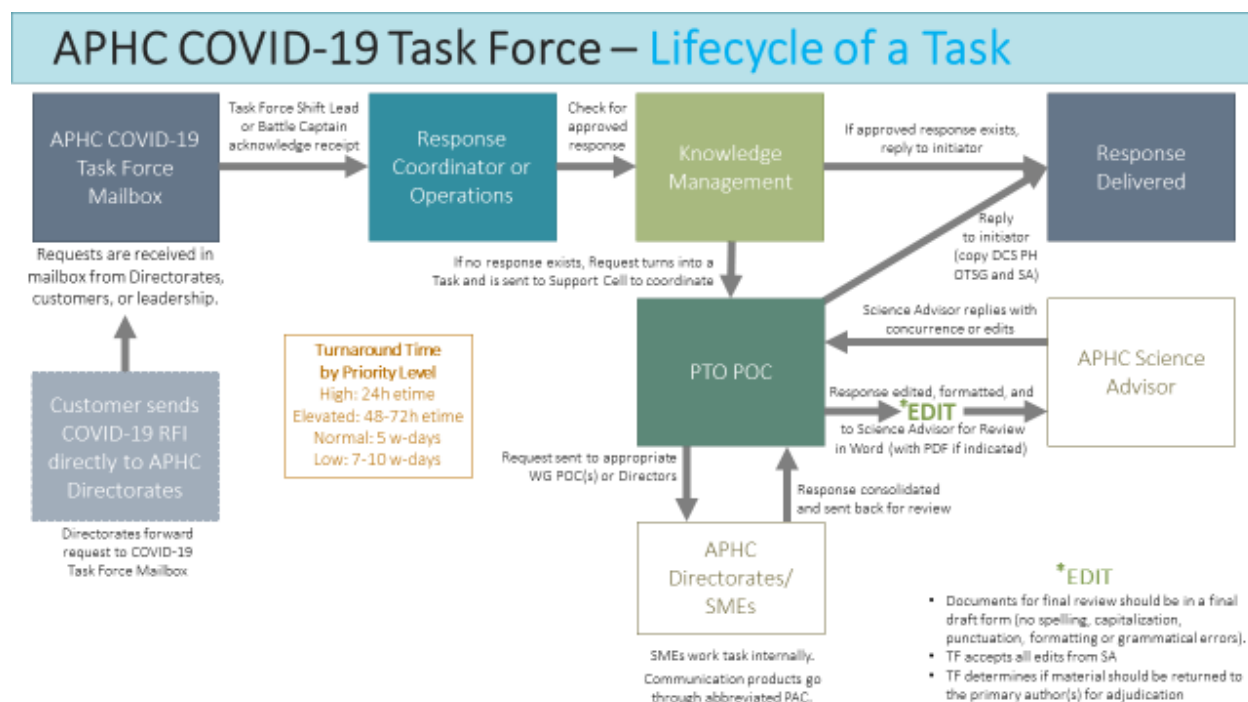 APHC COVID-19 Task Force – Lifecycle of a Task
APHC COVID-19
Task Force
Mailbox
Task Force Shift Lead
or Battle Captain
acknowledge receipt
Response
Coordinator or
Operations
Check for
approved
response
Knowledge
Management
If approved response exists,
reply to initiator
Response
Delivered
Requests are received in
mailbox from Directorates,
customers, or leadership.
If no response exists, Request turns into a
Task and is sent to Support Cell to coordinate
Reply
to initiator
(copy DCS PH
OTSG and SA)
Customer sends
COVID-19 RFI
directly to APHC
Directorates
Directorates forward
request to COVID-19
Task Force Mailbox
Turnaround Time
by Priority Level
High: 24h etime
Elevated: 48-72h etime
Normal: 5 w-days
Low: 7-10 w-days
PTO POC
Science Advisor replies with
concurrence or edits
APHC Science
Advisor
Response edited, formatted, and
*EDIT
to Science Advisor for Review
in Word (with PDF if indicated)
Request sent to appropriate
WG POC(s) or Directors
Response consolidated
and sent back for review
APHC
Directorates/
SMEs
SMEs work task internally.
Communication products go
through abbreviated PAC.
*EDIT
• Documents for final review should be in a final
draft form (no spelling, capitalization,
punctuation, formatting or grammatical errors).
• TF accepts all edits from SA
• TF determines if material should be returned to
the primary author(s) for adjudication